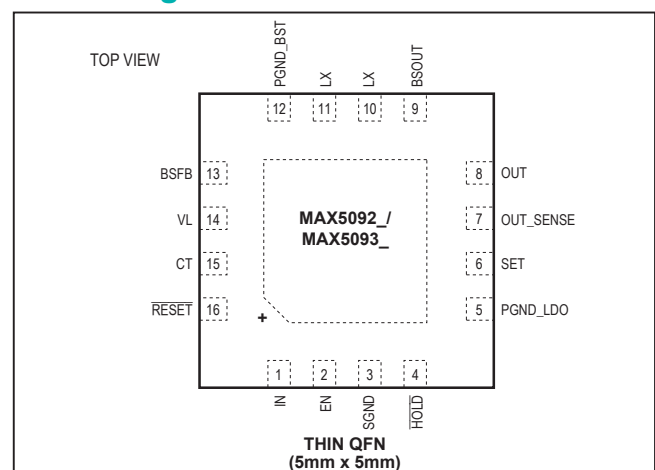 TOP VIEW
PGND_BST
LX
LX
BSOUT
12
11
10
9
BSFB 13
8 OUT
VL 14
MAX5092_/
MAX5093_
7 OUT_SENSE
CT 15
6 SET
RESET 16
5 PGND_LDO
+
1
2
3
4
IN
EN
SGND
HOLD
THIN QFN
(5mm x 5mm)